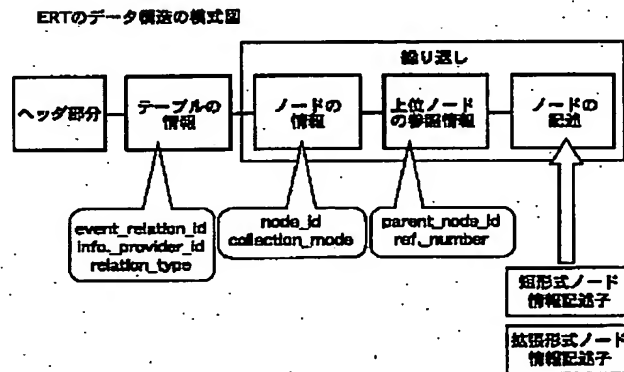 ERTのデータ構造の模式図
繰り返し
ヘッダ部分
テーブルの
情報
ノードの
情報
上位ノード
の参照情報
ノードの
記述
event_relation_id
info._provider_id
relation_type
node_id
collection_mode
parent_node_id
ref._number
短形式ノード
情報記述子
拡張形式ノード
情報記述子